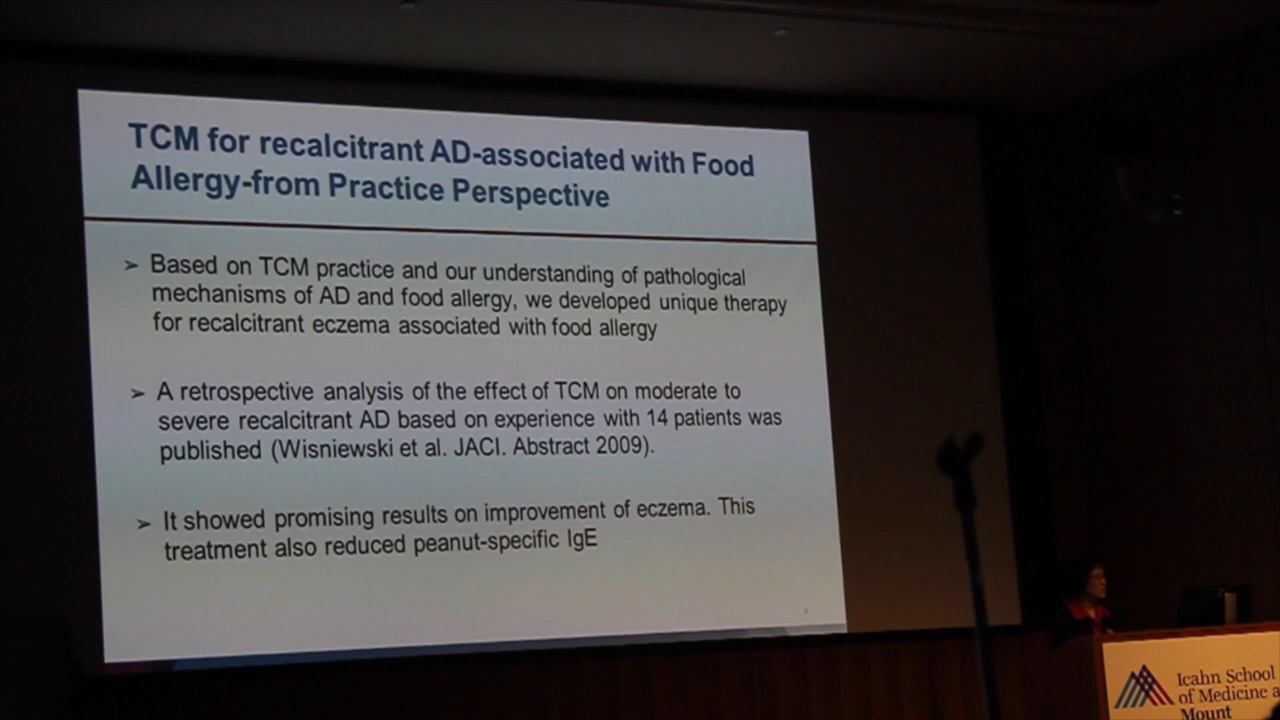 TCM for recalcitrant AD-associated with Food
Allergy-from Practice Perspective
➢ Based on TCM practice and our understanding of pathological
mechanisms of AD and food allergy, we developed unique therapy
for recalcitrant eczema associated with food allergy
➢ A retrospective analysis of the effect of TCM on moderate to
severe recalcitrant AD based on experience with 14 patients was
published (Wisniewski et al. JACI. Abstract 2009).
➢ It showed promising results on improvement of eczema. This
treatment also reduced peanut-specific IgE
Icahn School
of Medicine a
Mount